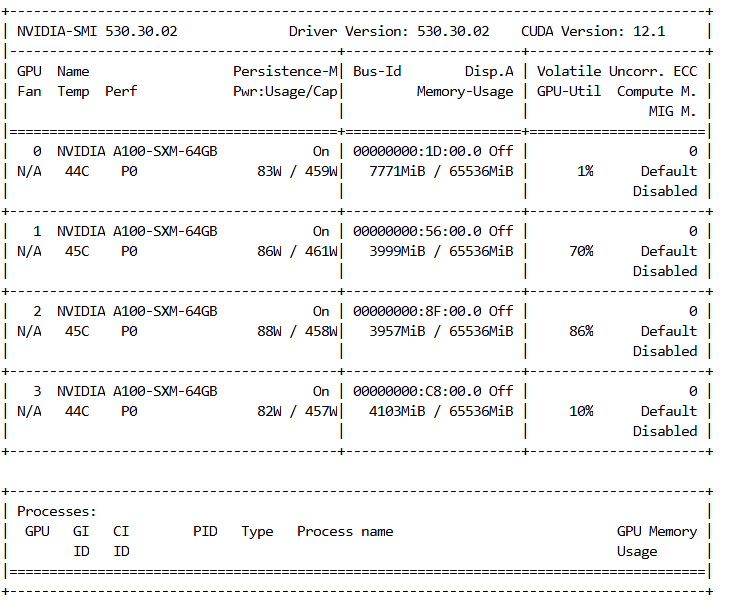 +---------------------------------------------------------------------------------------+
| NVIDIA-SMI 530.30.02              Driver Version: 530.30.02    CUDA Version: 12.1     |
|-----------------------------------------+----------------------+----------------------+
| GPU  Name                  Persistence-M| Bus-Id        Disp.A | Volatile Uncorr. ECC |
| Fan  Temp  Perf            Pwr:Usage/Cap|         Memory-Usage | GPU-Util  Compute M. |
|                                         |                      |               MIG M. |
|=========================================+======================+======================|
|   0  NVIDIA A100-SXM-64GB            On | 00000000:1D:00.0 Off |                    0 |
| N/A   44C    P0               83W / 459W|   7771MiB / 65536MiB |      1%      Default |
|                                         |                      |             Disabled |
+-----------------------------------------+----------------------+----------------------+
|   1  NVIDIA A100-SXM-64GB            On | 00000000:56:00.0 Off |                    0 |
| N/A   45C    P0               86W / 461W|   3999MiB / 65536MiB |     70%      Default |
|                                         |                      |             Disabled |
+-----------------------------------------+----------------------+----------------------+
|   2  NVIDIA A100-SXM-64GB            On | 00000000:8F:00.0 Off |                    0 |
| N/A   45C    P0               88W / 458W|   3957MiB / 65536MiB |     86%      Default |
|                                         |                      |             Disabled |
+-----------------------------------------+----------------------+----------------------+
|   3  NVIDIA A100-SXM-64GB            On | 00000000:C8:00.0 Off |                    0 |
| N/A   44C    P0               82W / 457W|   4103MiB / 65536MiB |     10%      Default |
|                                         |                      |             Disabled |
+-----------------------------------------+----------------------+----------------------+

+---------------------------------------------------------------------------------------+
| Processes:                                                                            |
|  GPU   GI   CI        PID   Type   Process name                            GPU Memory |
|        ID   ID                                                             Usage      |
|=======================================================================================|
+---------------------------------------------------------------------------------------+